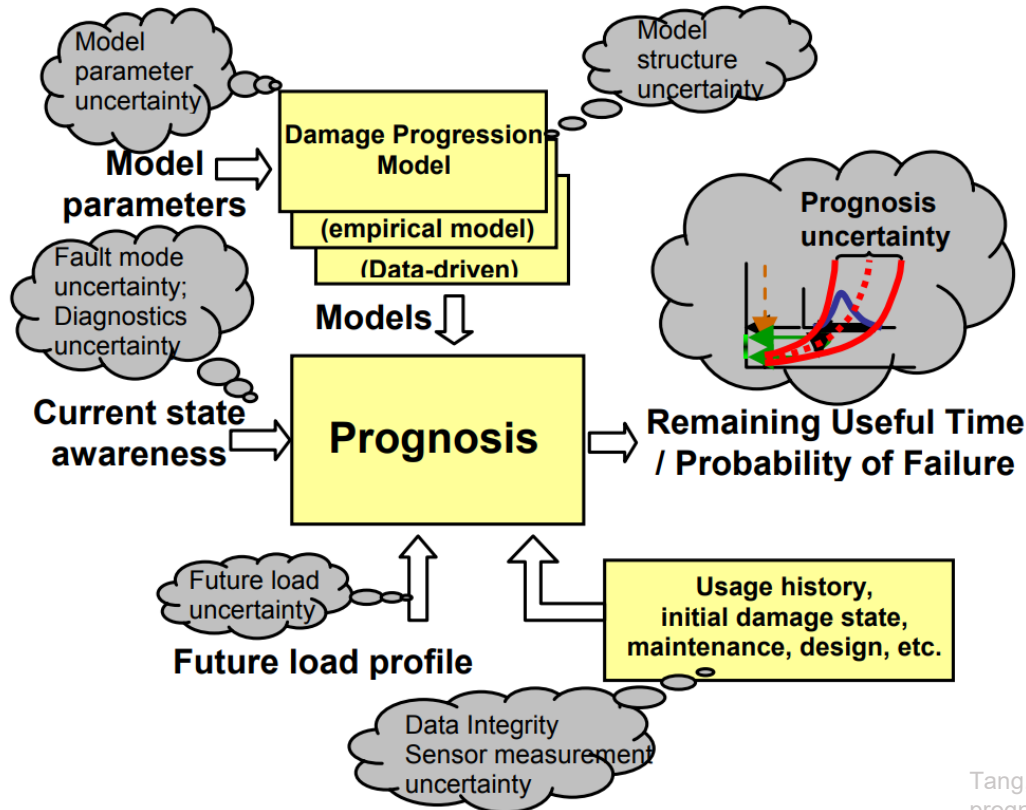 Model
parameter
uncertainty
Model
structure
uncertainty
Damage Progression
Model
(empirical model)
(Data-driven)
Model
parameters
Models
Fault mode
uncertainty;
Diagnostics
uncertainty
Current state
awareness
Prognosis
Prognosis
uncertainty
Remaining Useful Time
/ Probability of Failure
Future load
uncertainty
Future load profile
Usage history,
initial damage state,
maintenance, design, etc.
Data Integrity
Sensor measurement
uncertainty
Tang